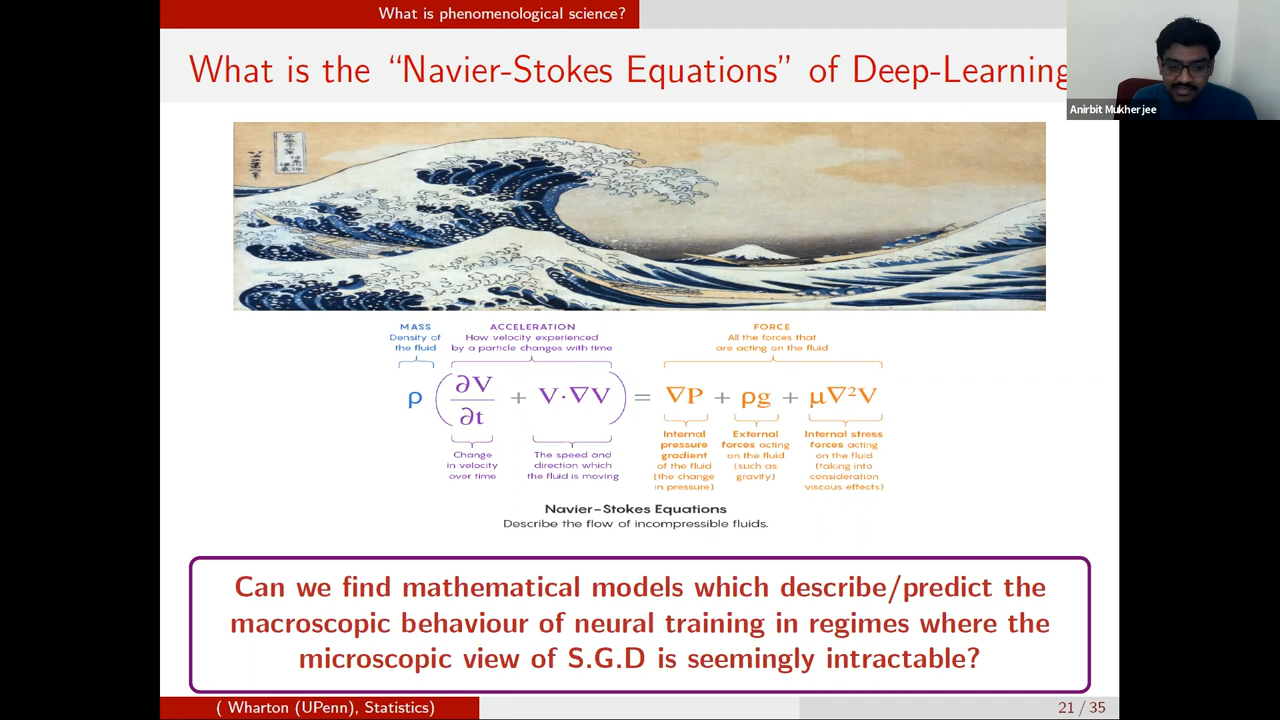 What is phenomenological science?
What is the “Navier-Stokes Equations” of Deep-Learning
Anirbit Mukherjee
MASS
Density of
the fluid
ACCELERATION
How velocity experienced
by a particle changes with time
FORCE
All the forces that
are acting on the fluid
ρ ( ∂V/∂t + V·∇V ) = ∇P + ρg + μ∇²V
Change
in velocity
over time
The speed and
direction which
the fluid is moving
Internal
pressure
gradient
of the fluid
(the change
in pressure)
External
forces acting
on the fluid
(such as
gravity)
Internal stress
forces acting
on the fluid
(taking into
consideration
viscous effects)
Navier-Stokes Equations
Describe the flow of incompressible fluids.
Can we find mathematical models which describe/predict the
macroscopic behaviour of neural training in regimes where the
microscopic view of S.G.D is seemingly intractable?
( Wharton (UPenn), Statistics)
21 / 35